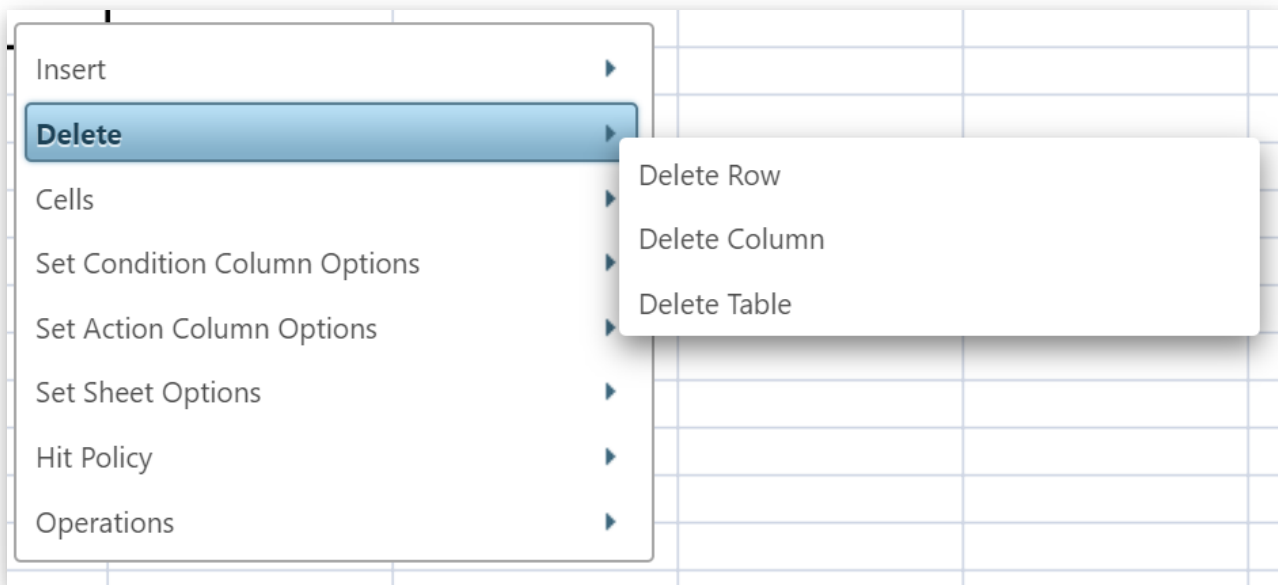 Insert
Delete
Cells
Set Condition Column Options
Set Action Column Options
Set Sheet Options
Hit Policy
Operations
Delete Row
Delete Column
Delete Table